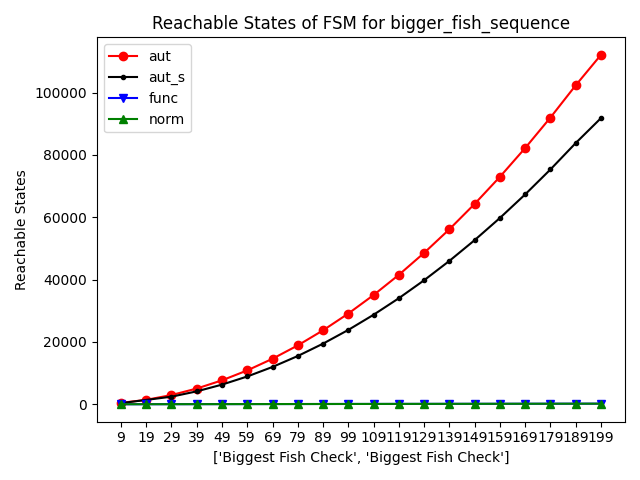 Reachable States of FSM for bigger_fish_sequence
aut
aut_s
func
norm
Reachable States
100000
80000
60000
40000
20000
0
9 19 29 39 49 59 69 79 89 99 109 119 129 139 149 159 169 179 189 199
['Biggest Fish Check', 'Biggest Fish Check']